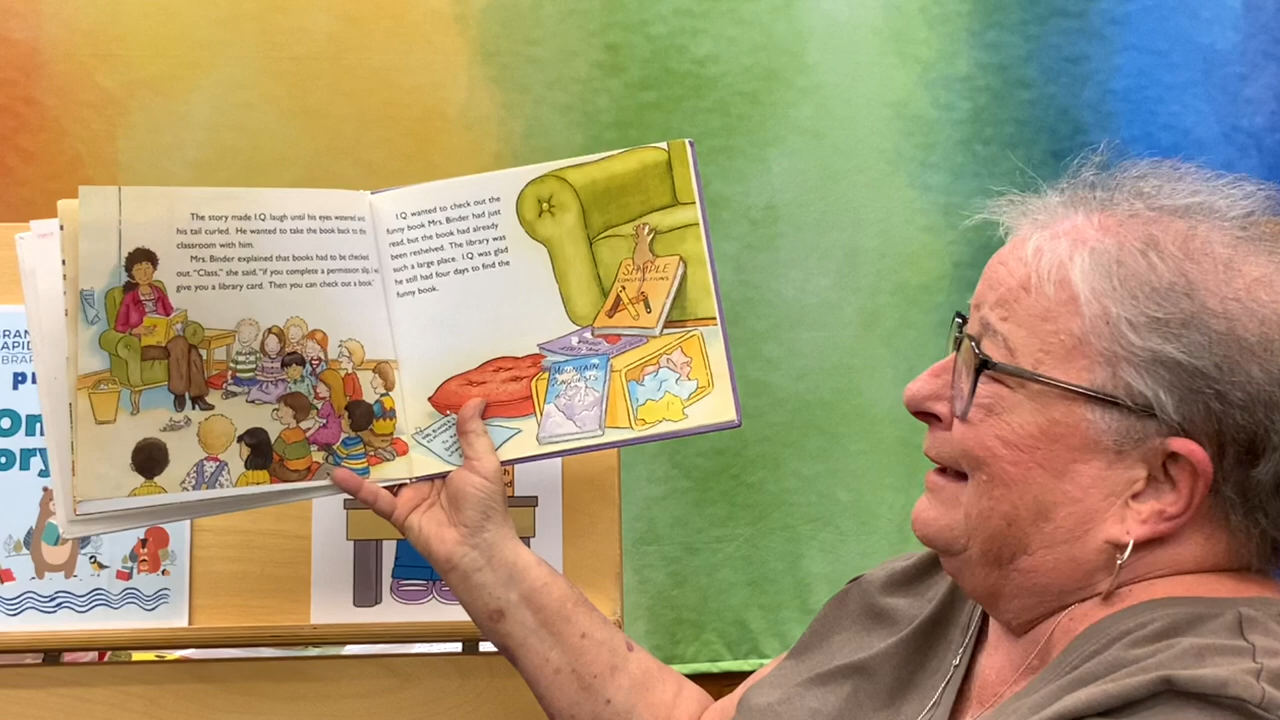 The story made I.Q. laugh until his eyes watered and
his tail curled. He wanted to take the book back to the
classroom with him.
Mrs. Binder explained that books had to be checked
out. "Class," she said, "if you complete a permission slip, I wi
give you a library card. Then you can check out a book."
I.Q. wanted to check out the
funny book Mrs. Binder had just
read, but the book had already
been reshelved. The library was
such a large place. I.Q. was glad
he still had four days to find the
funny book.
SIMPLE
CONSTRUCTIONS
MOUNTAIN
CONQUESTS
GRAN
RAPID
IBRAR
pr
On
ory